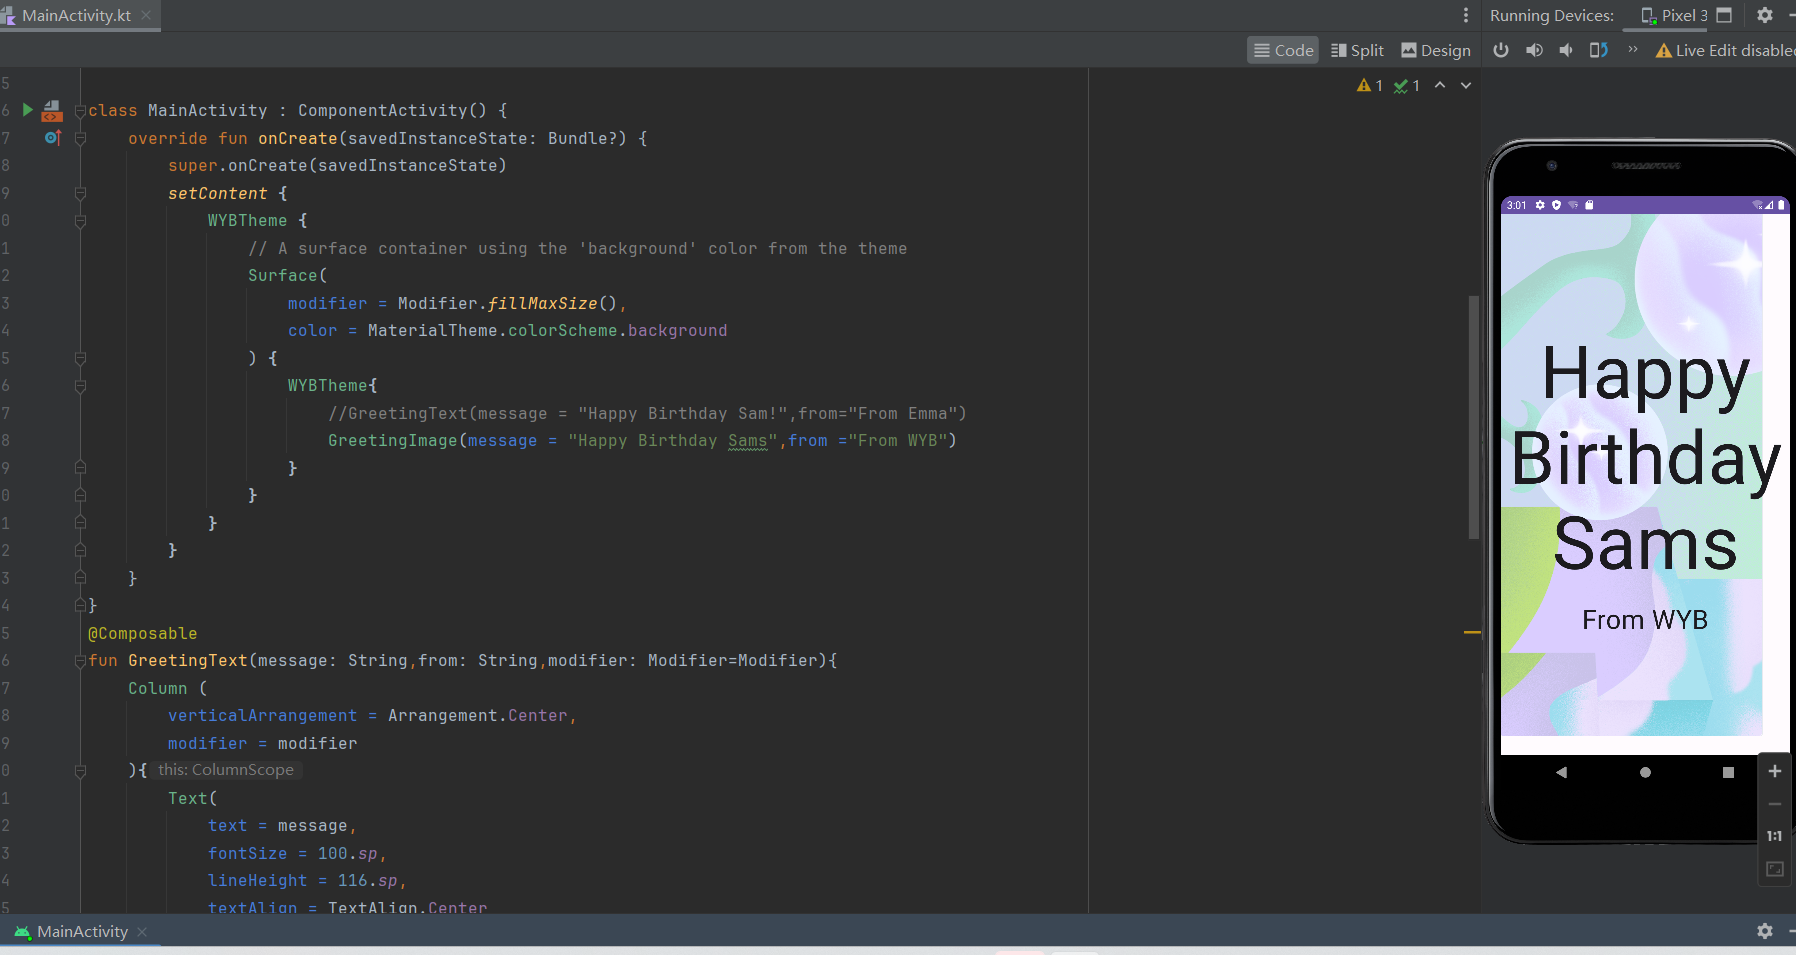 MainActivity.kt
Running Devices: Pixel 3
Code Split Design
Live Edit disable
1 1
5
6 class MainActivity : ComponentActivity() {
7 override fun onCreate(savedInstanceState: Bundle?) {
8 super.onCreate(savedInstanceState)
9 setContent {
0 WYBTheme {
1 // A surface container using the 'background' color from the theme
2 Surface(
3 modifier = Modifier.fillMaxSize(),
4 color = MaterialTheme.colorScheme.background
5 ) {
6 WYBTheme{
7 //GreetingText(message = "Happy Birthday Sam!",from="From Emma")
8 GreetingImage(message = "Happy Birthday Sams",from ="From WYB")
9 }
0 }
1 }
2 }
3 }
4 }
5 @Composable
6 fun GreetingText(message: String,from: String,modifier: Modifier=Modifier){
7 Column (
8 verticalArrangement = Arrangement.Center,
9 modifier = modifier
0 ){ this: ColumnScope
1 Text(
2 text = message,
3 fontSize = 100.sp,
4 lineHeight = 116.sp,
5 textAlign = TextAlign.Center
3:01
Happy
Birthday
Sams
From WYB
1:1
MainActivity